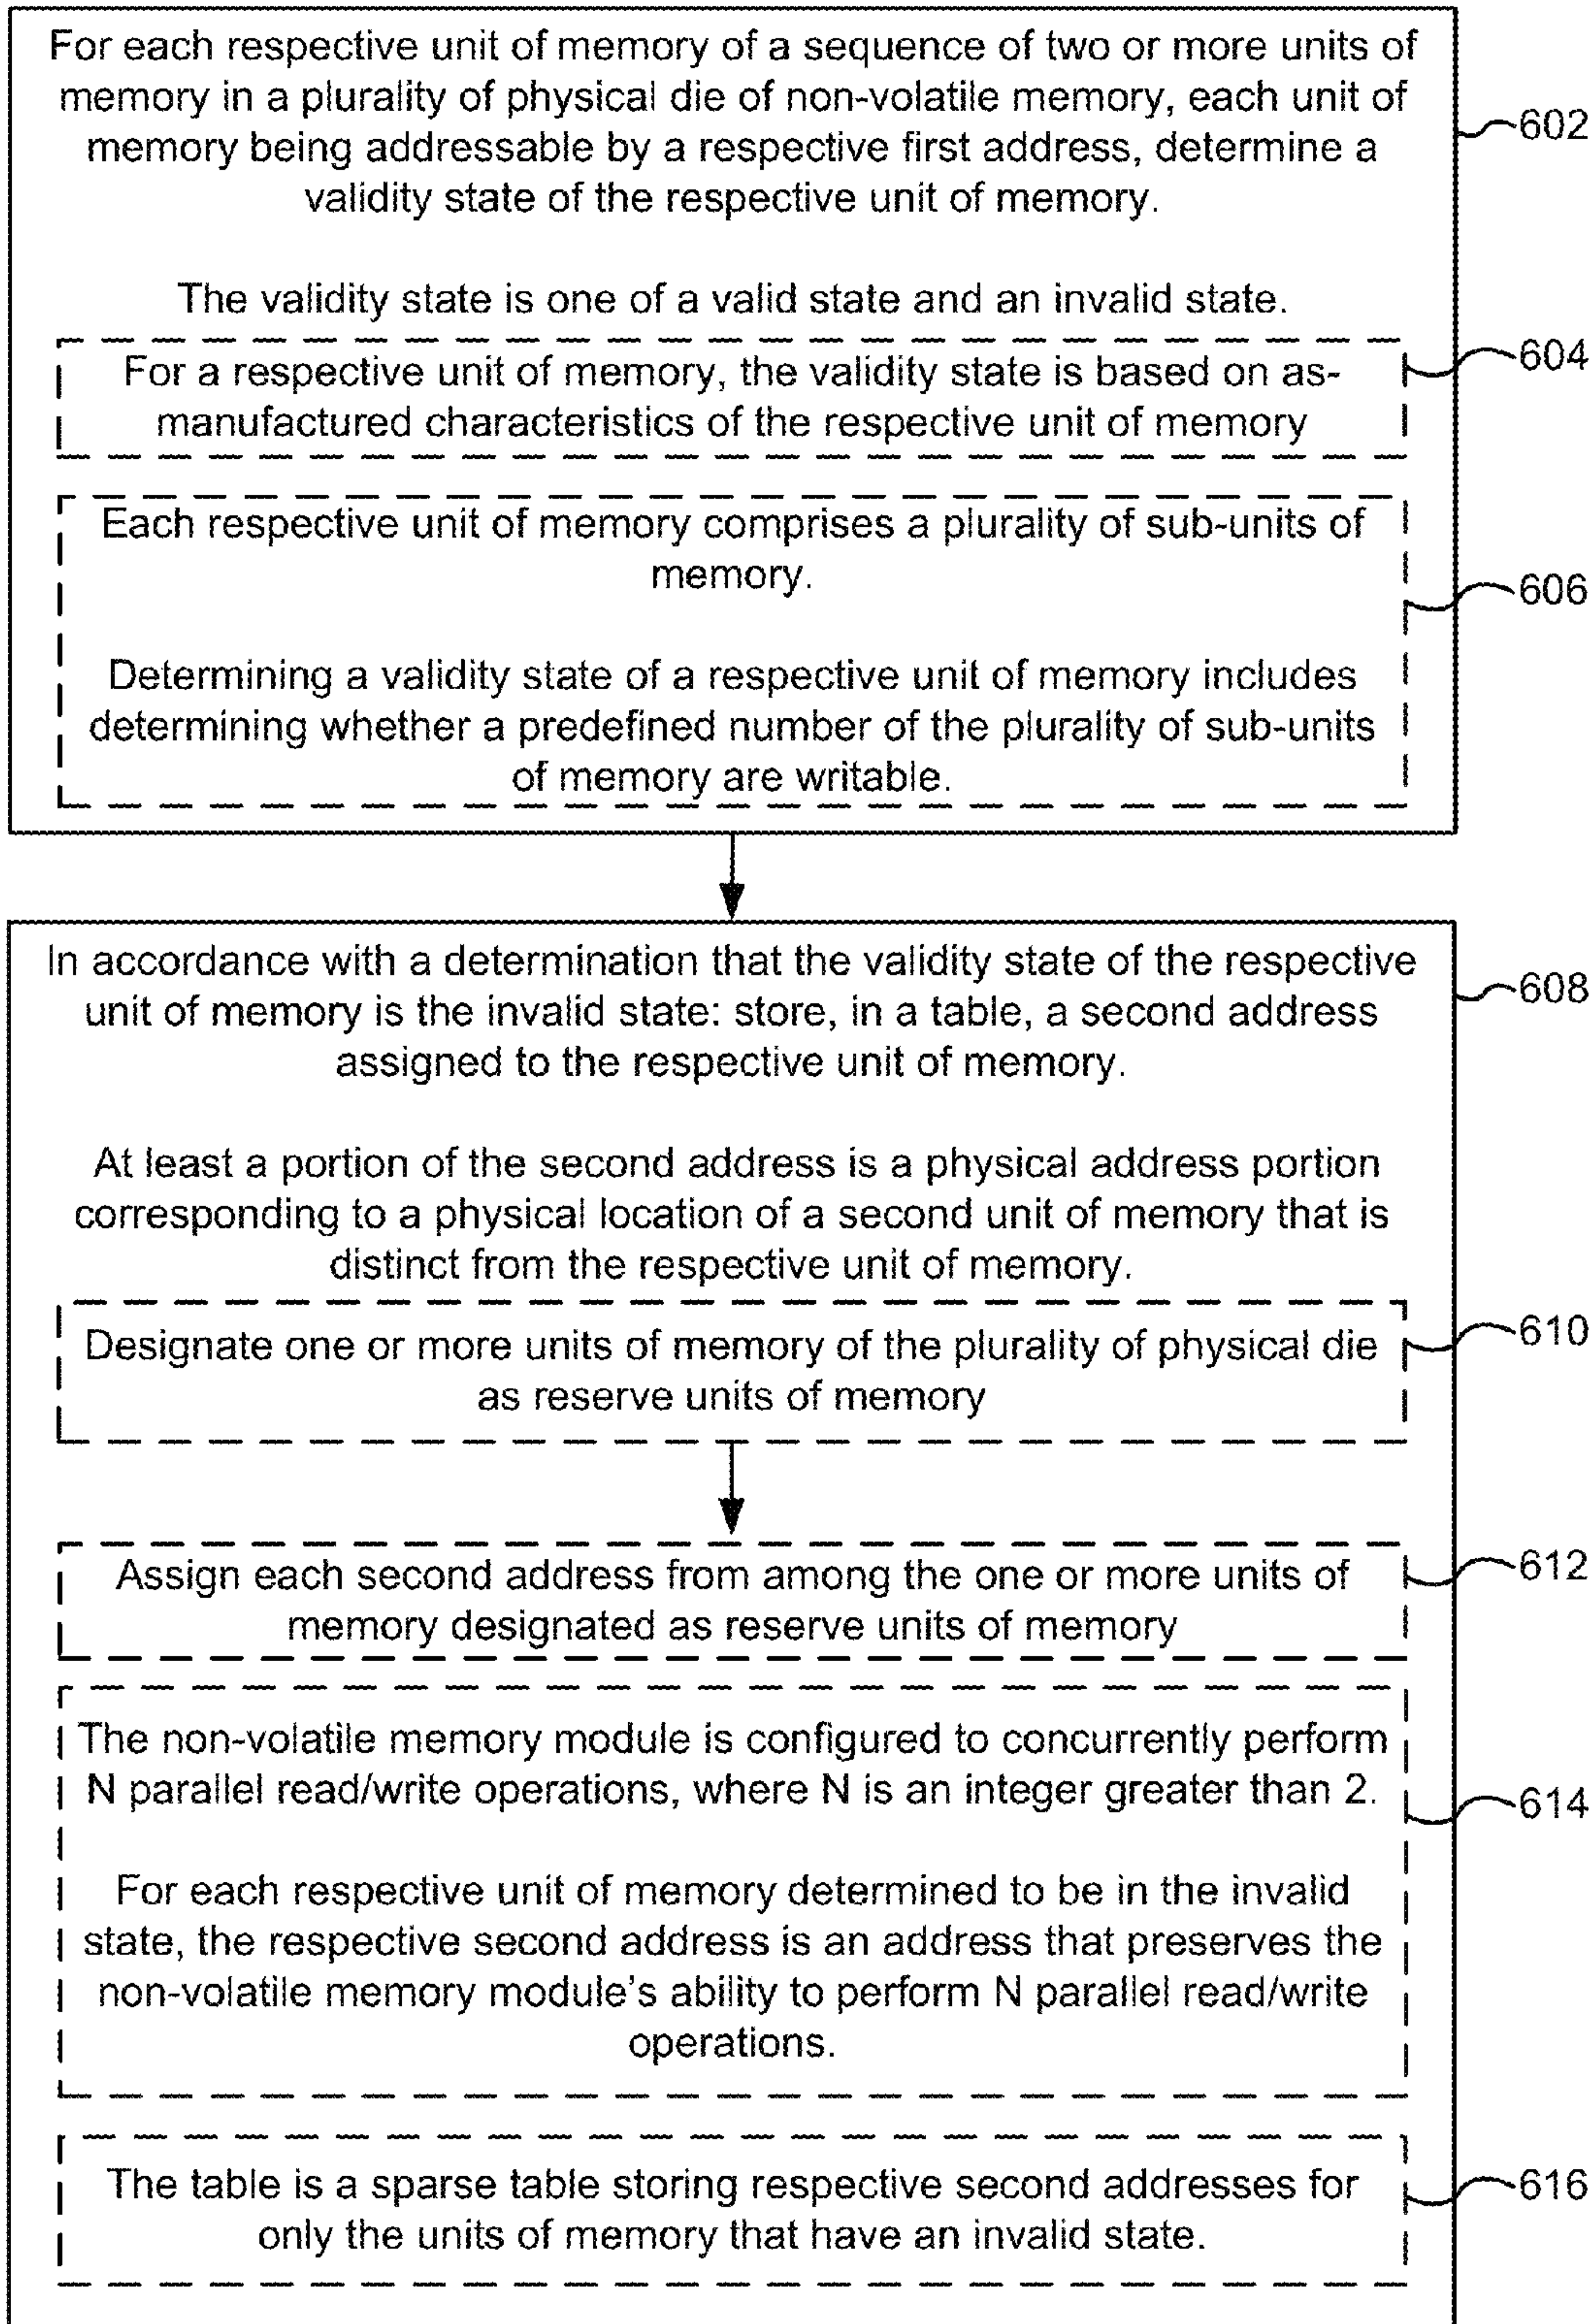 For each respective unit of memory of a sequence of two or more units of
memory in a plurality of physical die of non-volatile memory, each unit of
memory being addressable by a respective first address, determine a
validity state of the respective unit of memory.
602
The validity state is one of a valid state and an invalid state.
For a respective unit of memory, the validity state is based on as-
manufactured characteristics of the respective unit of memory
604
Each respective unit of memory comprises a plurality of sub-units of
memory.
606
Determining a validity state of a respective unit of memory includes
determining whether a predefined number of the plurality of sub-units
of memory are writable.
In accordance with a determination that the validity state of the respective
unit of memory is the invalid state: store, in a table, a second address
assigned to the respective unit of memory.
608
At least a portion of the second address is a physical address portion
corresponding to a physical location of a second unit of memory that is
distinct from the respective unit of memory.
Designate one or more units of memory of the plurality of physical die
as reserve units of memory
610
Assign each second address from among the one or more units of
memory designated as reserve units of memory
612
The non-volatile memory module is configured to concurrently perform
N parallel read/write operations, where N is an integer greater than 2.
614
For each respective unit of memory determined to be in the invalid
state, the respective second address is an address that preserves the
non-volatile memory module's ability to perform N parallel read/write
operations.
The table is a sparse table storing respective second addresses for
only the units of memory that have an invalid state.
616